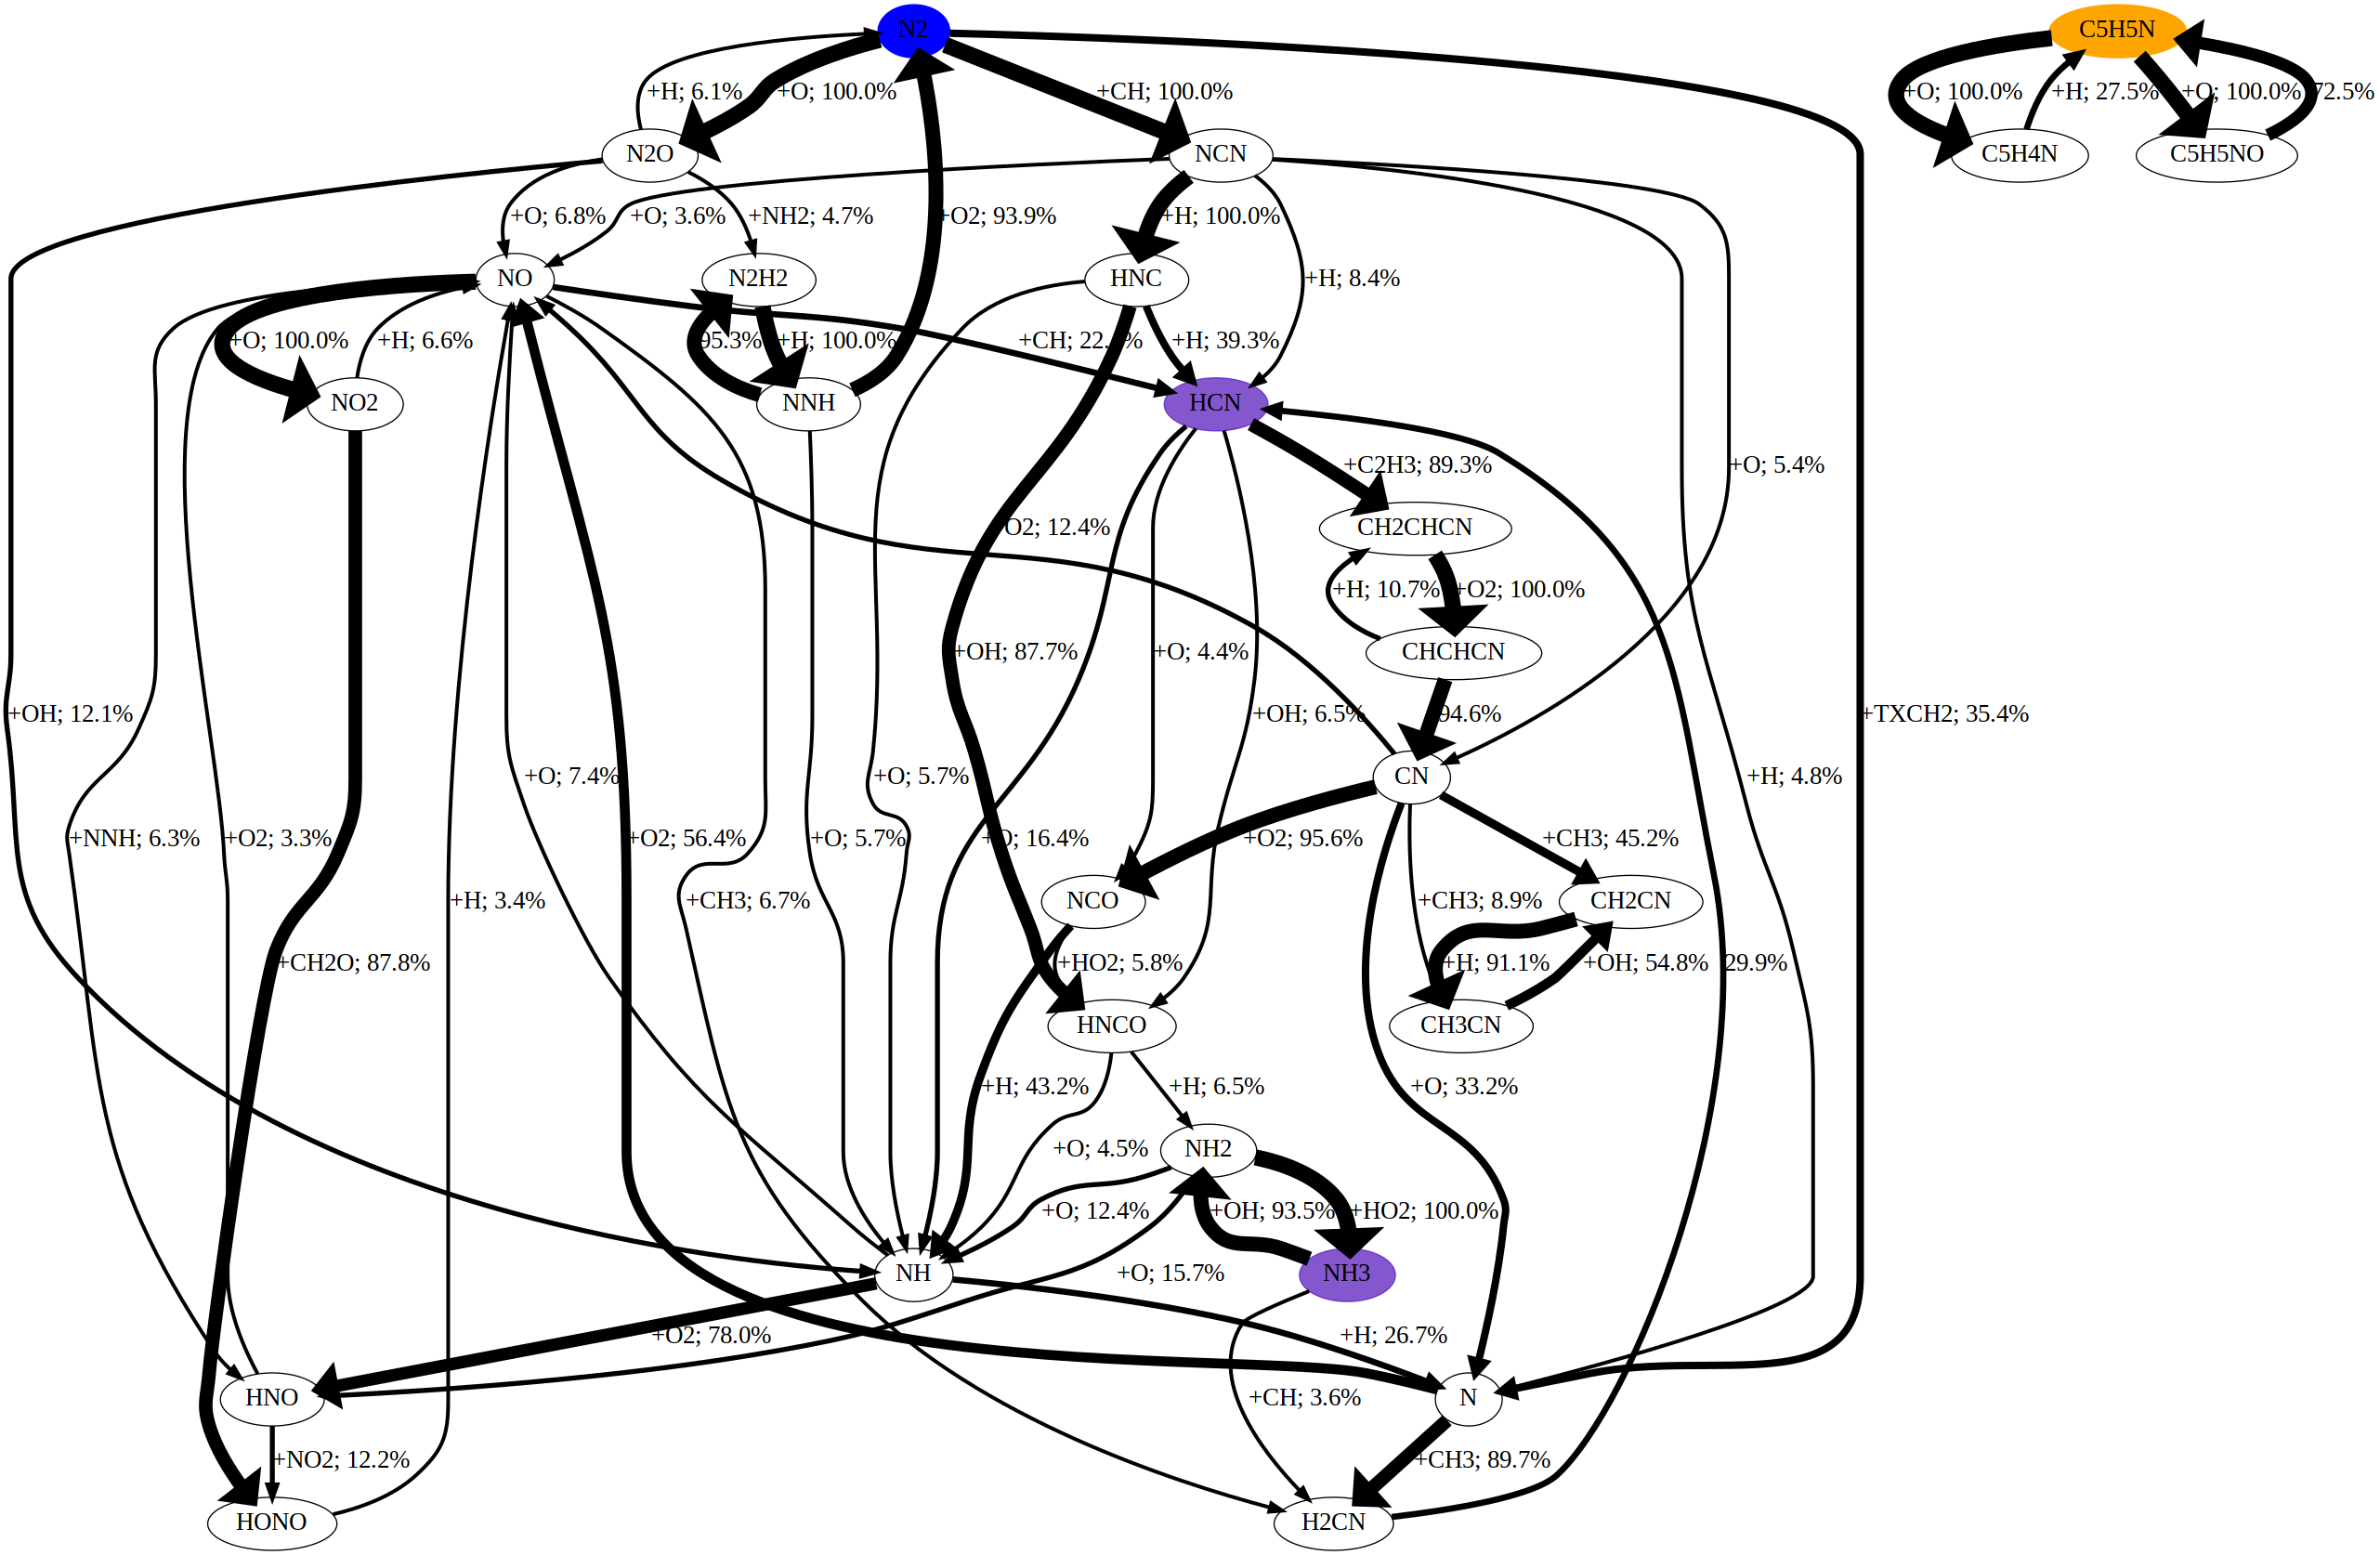 N2
C5H5N
+H; 6.1%
+O; 100.0%
+CH; 100.0%
+O; 100.0%
+H; 27.5%
+O; 100.0%
72.5%
N2O
NCN
C5H4N
C5H5NO
+O; 6.8%
+O; 3.6%
+NH2; 4.7%
+O2; 93.9%
+H; 100.0%
NO
N2H2
HNC
+H; 8.4%
+O; 100.0%
+H; 6.6%
95.3%
+H; 100.0%
+CH; 22.
+H; 39.3%
NO2
NNH
HCN
+C2H3; 89.3%
+O; 5.4%
O2; 12.4%
CH2CHCN
+H; 10.7%
+O2; 100.0%
+OH; 87.7%
+O; 4.4%
CHCHCN
+OH; 12.1%
+OH; 6.5%
94.6%
+TXCH2; 35.4%
+O; 7.4%
+O; 5.7%
CN
+H; 4.8%
+NNH; 6.3%
+O2; 3.3%
+O2; 56.4%
+O; 5.7%
+O; 16.4%
+O2; 95.6%
+CH3; 45.2%
+H; 3.4%
+CH3; 6.7%
NCO
+CH3; 8.9%
CH2CN
+CH2O; 87.8%
+HO2; 5.8%
+H; 91.1%
+OH; 54.8%
29.9%
HNCO
CH3CN
+H; 43.2%
+H; 6.5%
+O; 33.2%
+O; 4.5%
NH2
+O; 12.4%
+OH; 93.5%
+HO2; 100.0%
NH
+O; 15.7%
NH3
+O2; 78.0%
+H; 26.7%
HNO
+CH; 3.6%
N
+NO2; 12.2%
+CH3; 89.7%
HONO
H2CN